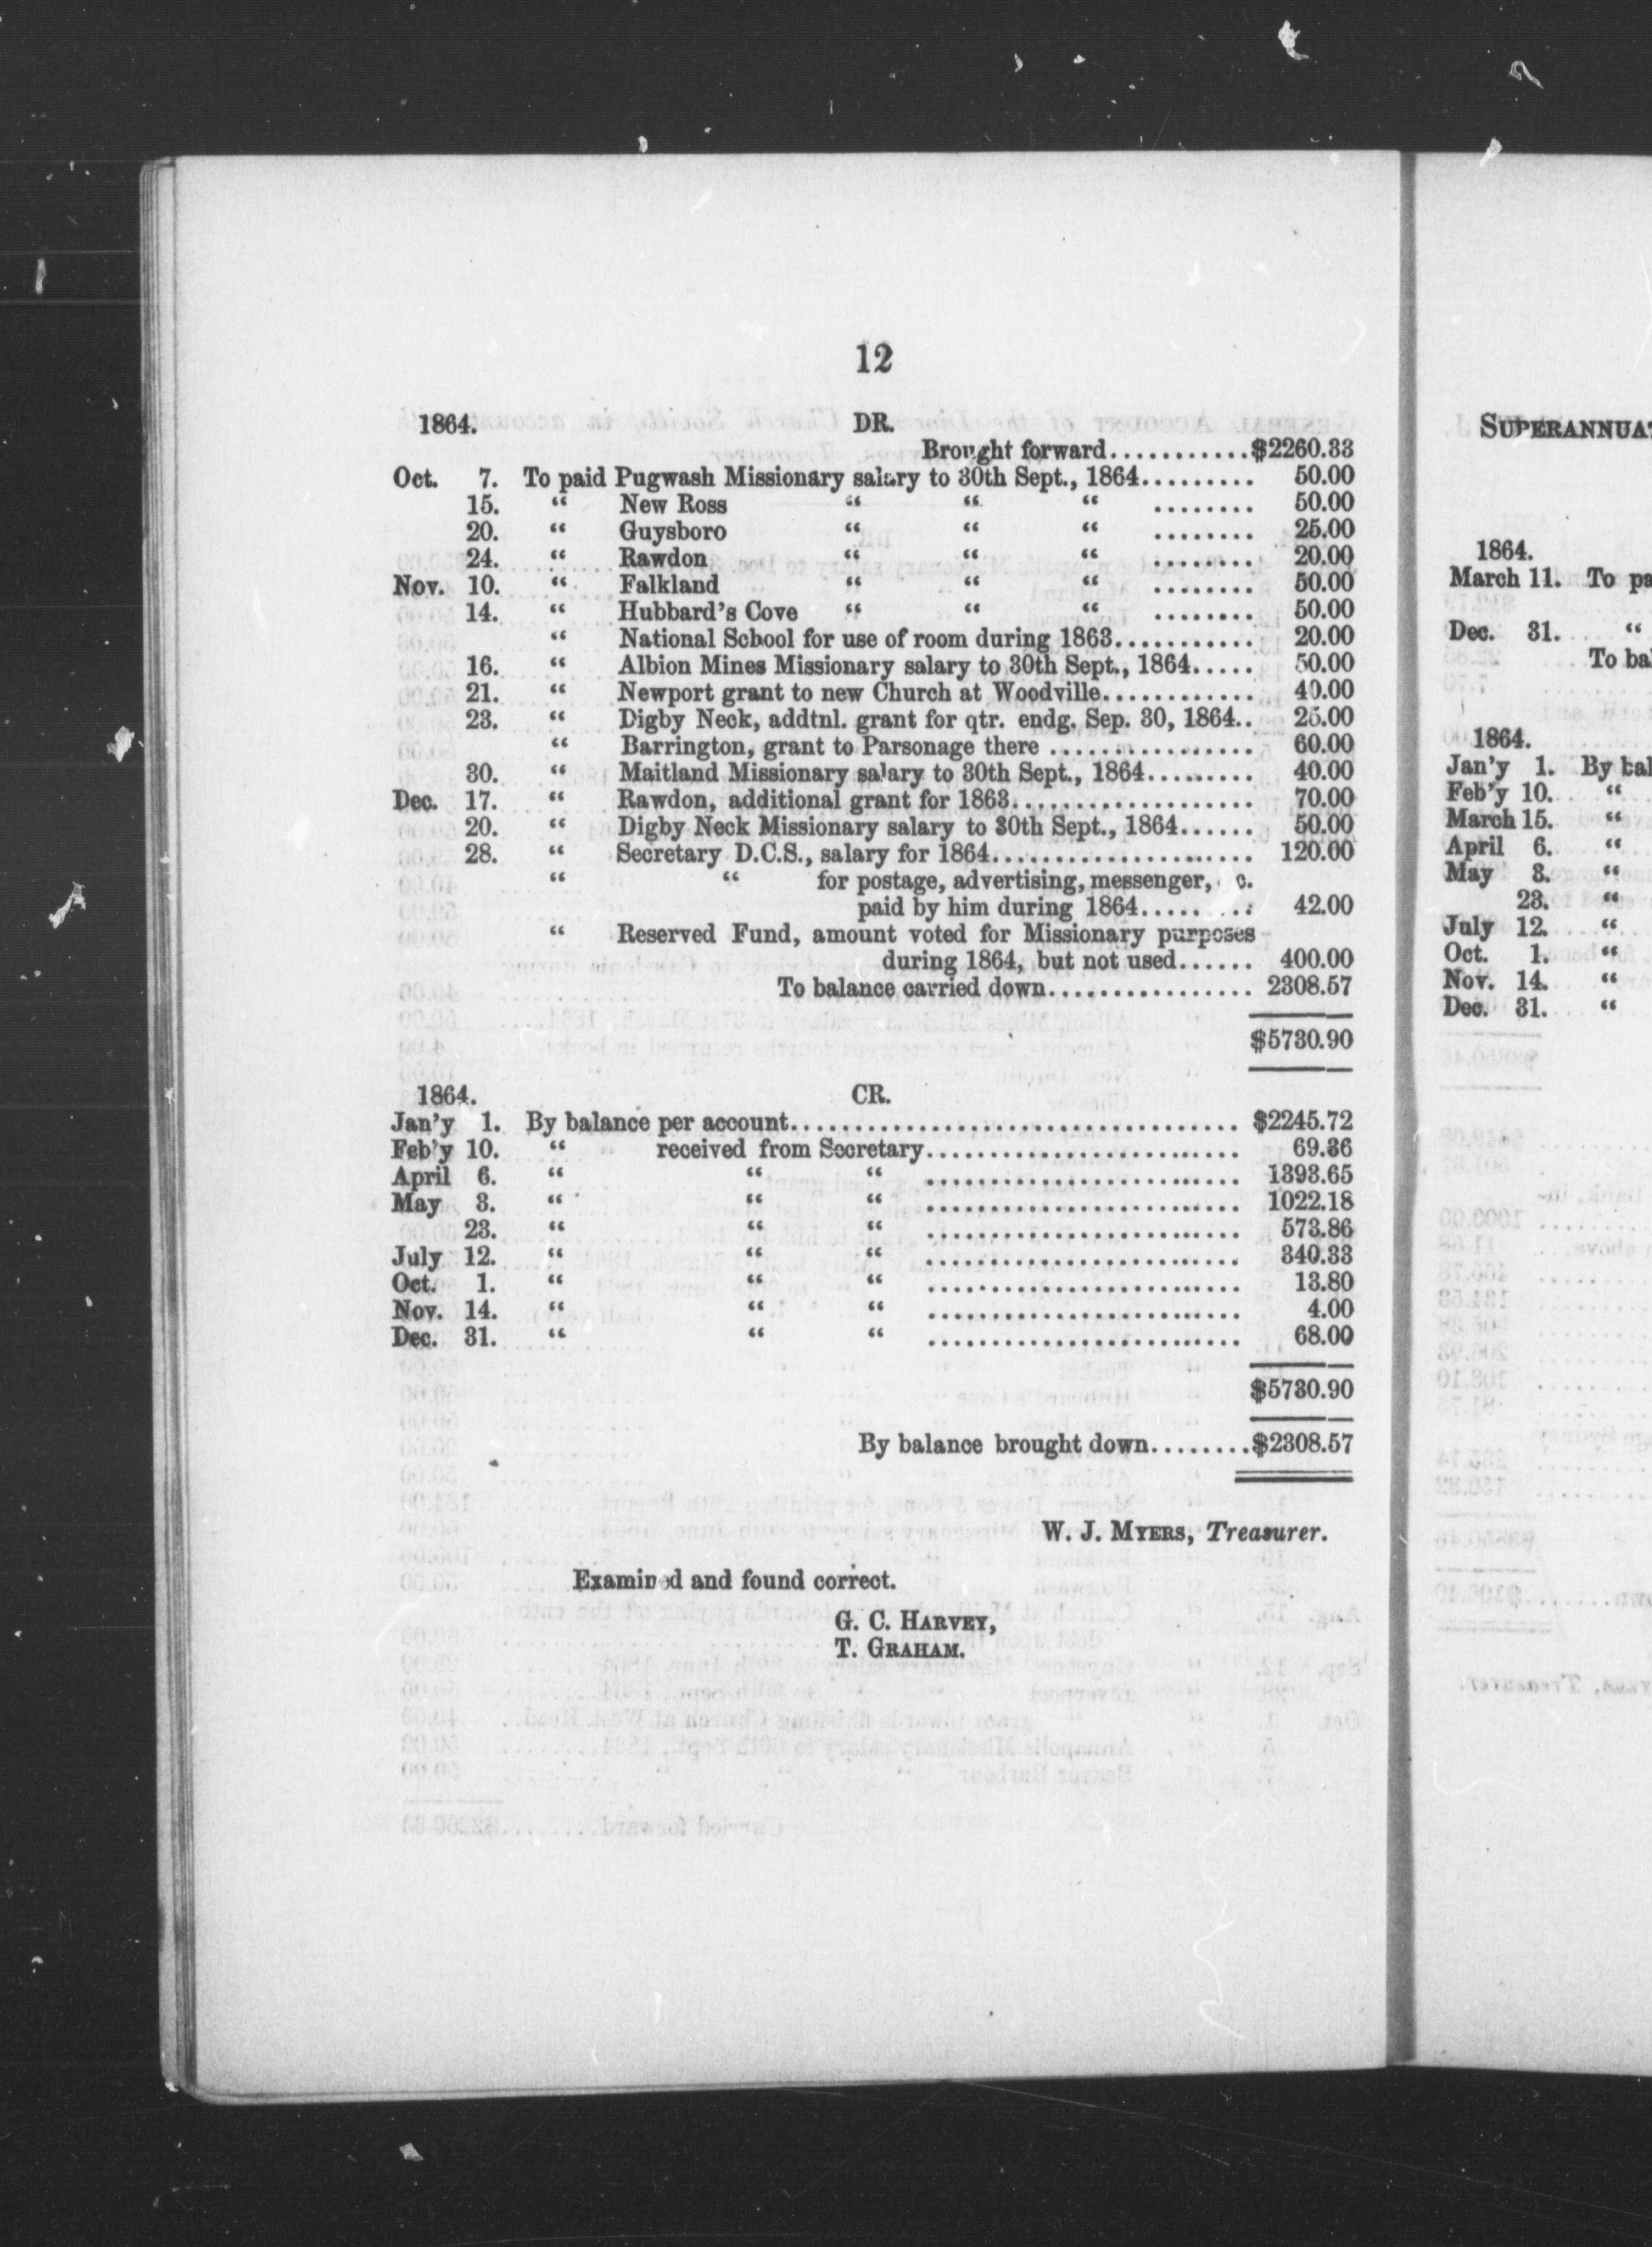 12
1864. DR.
Brought forward...........$2260.33
Oct. 7. To paid Pugwash Missionary salary to 30th Sept., 1864......... 50.00
15. “ New Ross “ “ “ ........ 50.00
20. “ Guysboro “ “ “ ........ 25.00
24. “ Rawdon “ “ “ ........ 20.00
Nov. 10. “ Falkland “ “ “ ........ 50.00
14. “ Hubbard's Cove “ “ “ ........ 50.00
“ National School for use of room during 1863............ 20.00
16. “ Albion Mines Missionary salary to 30th Sept., 1864..... 50.00
21. “ Newport grant to new Church at Woodville............ 40.00
23. “ Digby Neck, addtnl. grant for qtr. endg. Sep. 30, 1864.. 25.00
“ Barrington, grant to Parsonage there ................ 60.00
30. “ Maitland Missionary salary to 30th Sept., 1864......... 40.00
Dec. 17. “ Rawdon, additional grant for 1863................... 70.00
20. “ Digby Neck Missionary salary to 30th Sept., 1864...... 50.00
28. “ Secretary D.C.S., salary for 1864..................... 120.00
“ “ for postage, advertising, messenger, c.
paid by him during 1864......... 42.00
“ Reserved Fund, amount voted for Missionary purposes
during 1864, but not used...... 400.00
To balance carried down................ 2308.57
$5730.90
1864. CR.
Jan'y 1. By balance per account................................... $2245.72
Feb'y 10. “ received from Secretary......................... 69.36
April 6. “ “ “ ......................... 1393.65
May 3. “ “ “ ......................... 1022.18
23. “ “ “ ......................... 573.86
July 12. “ “ “ ......................... 340.33
Oct. 1. “ “ “ ......................... 13.80
Nov. 14. “ “ “ ......................... 4.00
Dec. 31. “ “ “ ......................... 68.00
$5730.90
By balance brought down........$2308.57
W. J. MYERS, Treasurer.
Examined and found correct.
G. C. HARVEY,
T. GRAHAM.
1864.
March 11. To
Dec. 31. “
To
1864.
Jan'y 1. By
Feb'y 10. “
March 15. “
April 6. “
May 3. “
23. “
July 12. “
Oct. 1. “
Nov. 14. “
Dec. 31. “